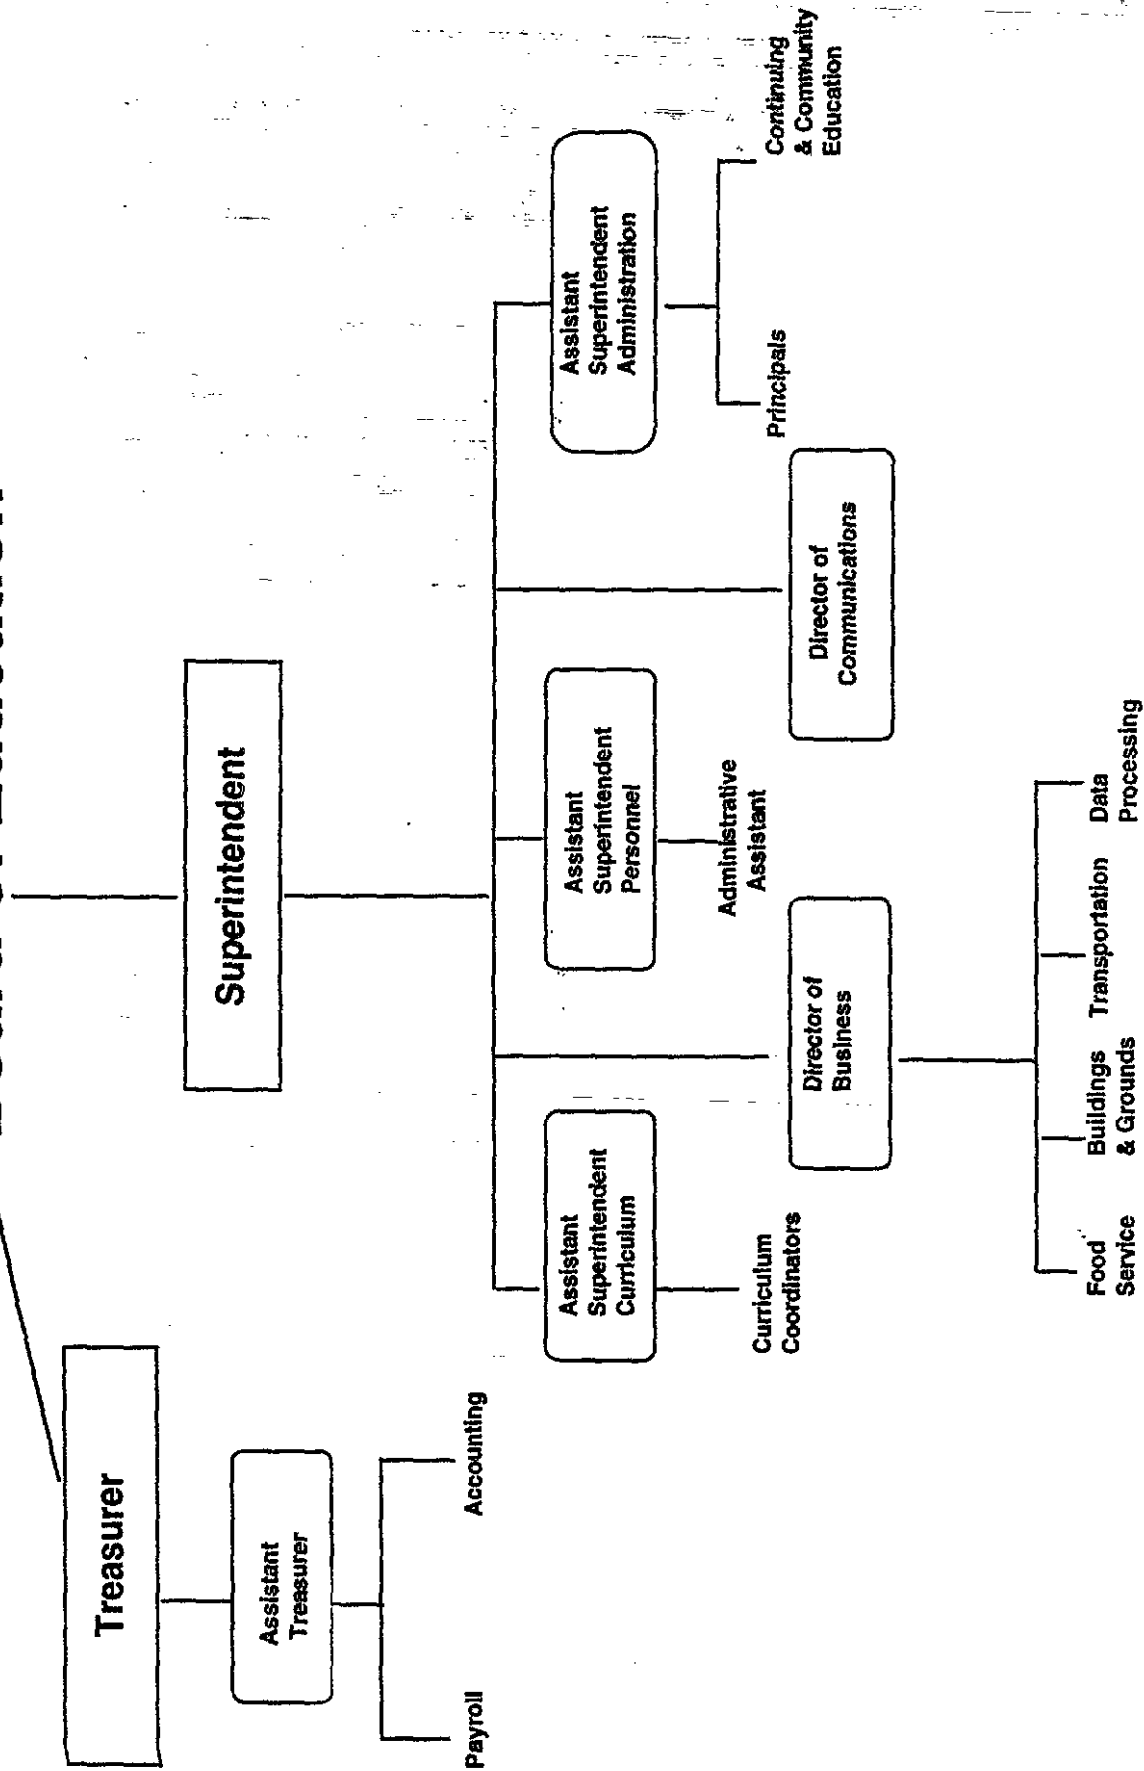 Treasurer
Assistant
Treasurer
Payroll
Accounting
Superintendent
Assistant
Superintendent
Curriculum
Curriculum
Coordinators
Assistant
Superintendent
Personnel
Administrative
Assistant
Assistant
Superintendent
Administration
Principals
Continuing
& Community
Education
Director of
Business
Director of
Communications
Food
Service
Buildings
& Grounds
Transportation
Data
Processing